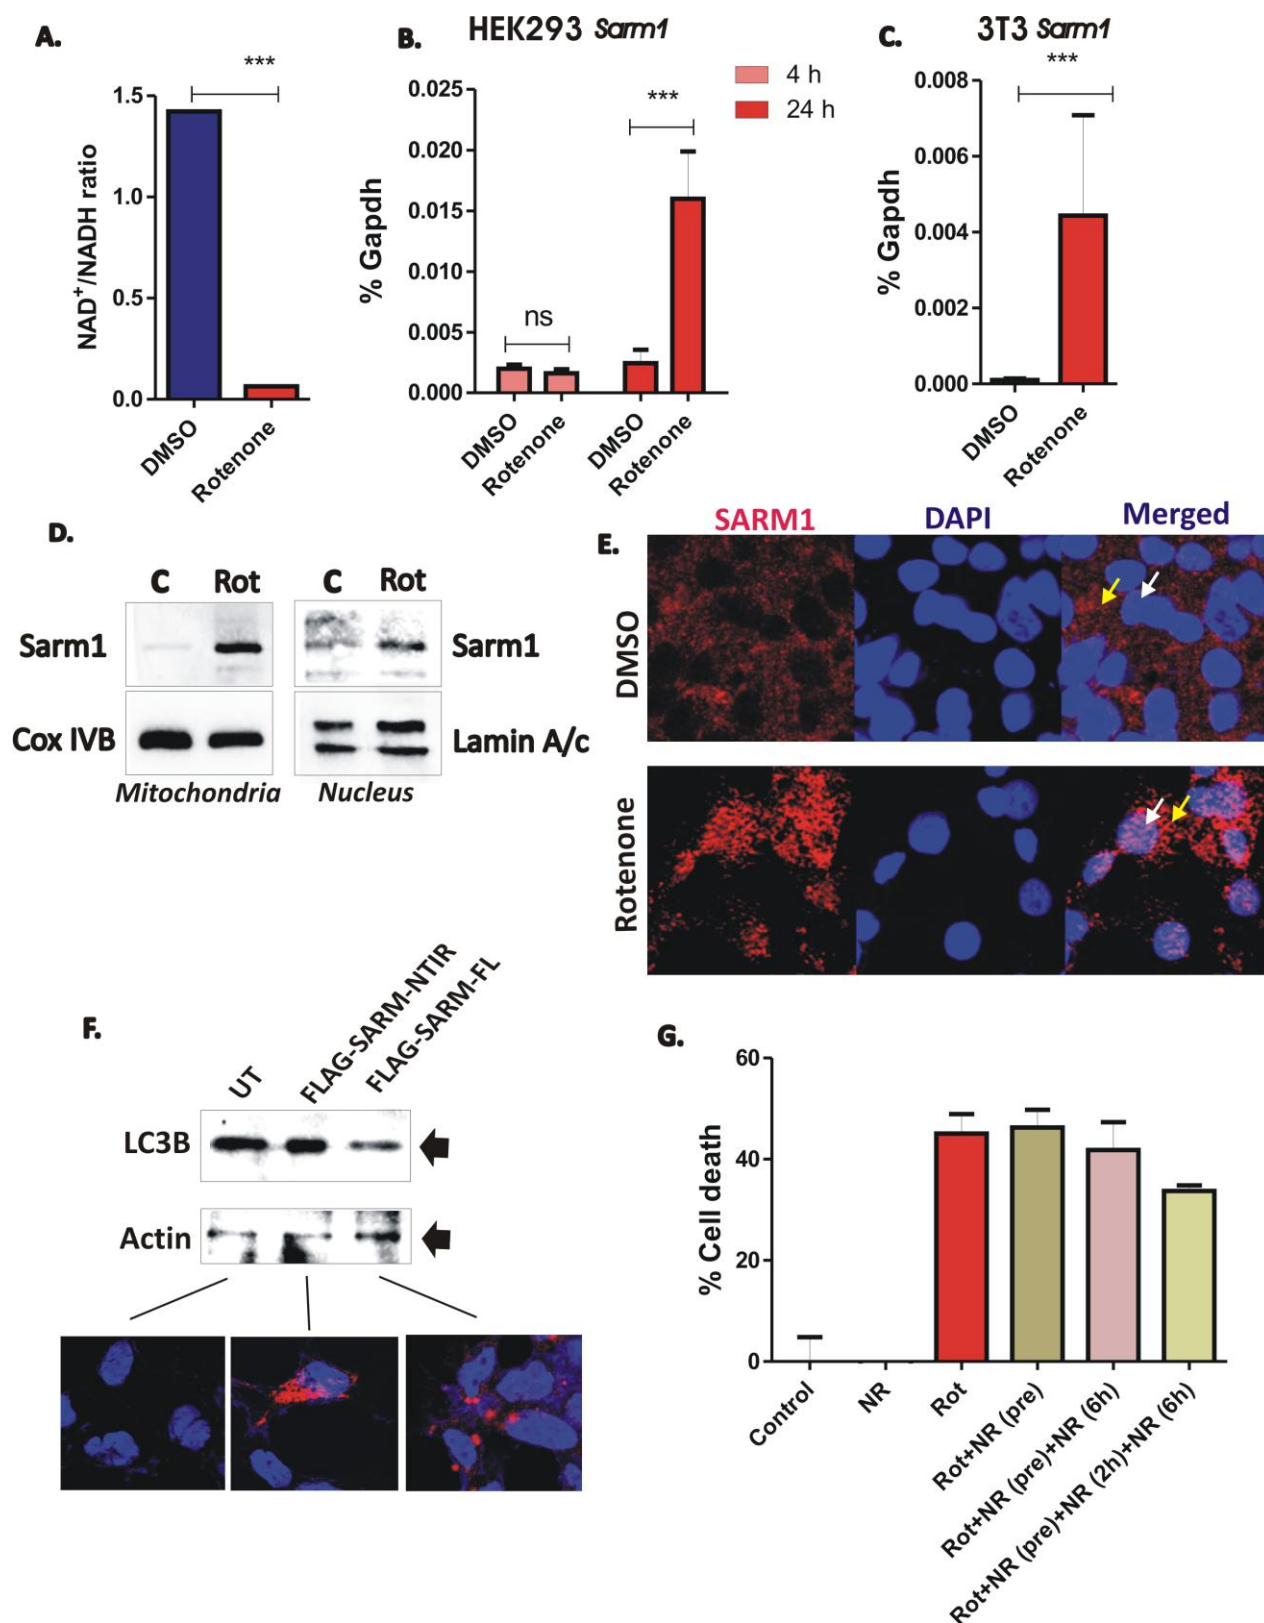 A.
***
NAD+/NADH ratio
1.5
1.0
0.5
0.0
DMSO
Rotenone
B.
HEK293 Sarm1
4 h
24 h
% Gapdh
0.025
0.020
0.015
0.010
0.005
0.000
ns
***
DMSO
Rotenone
DMSO
Rotenone
C.
3T3 Sarm1
***
% Gapdh
0.008
0.006
0.004
0.002
0.000
DMSO
Rotenone
D.
C Rot C Rot
Sarm1 Sarm1
Cox IVB Lamin A/c
Mitochondria Nucleus
E.
SARM1 DAPI Merged
DMSO
Rotenone
F.
UT
FLAG-SARM-NTIR
FLAG-SARM-FL
LC3B
Actin
G.
% Cell death
60
40
20
0
Control
NR
Rot
Rot+NR (pre)
Rot+NR (pre)+NR (6h)
Rot+NR (pre)+NR (2h)+NR (6h)